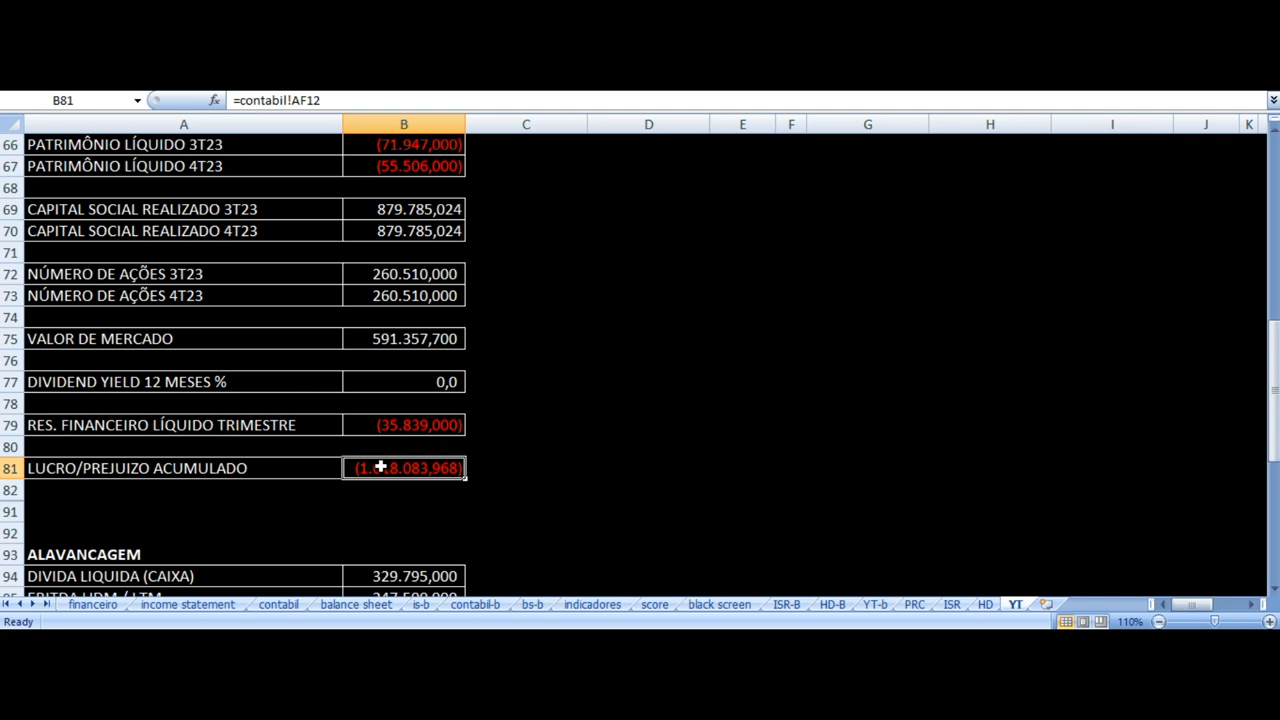 B81 =contabil!AF12
A B C D E F G H I J K
66 PATRIMÔNIO LÍQUIDO 3T23 (71.947,000)
67 PATRIMÔNIO LÍQUIDO 4T23 (55.506,000)
68
69 CAPITAL SOCIAL REALIZADO 3T23 879.785,024
70 CAPITAL SOCIAL REALIZADO 4T23 879.785,024
71
72 NÚMERO DE AÇÕES 3T23 260.510,000
73 NÚMERO DE AÇÕES 4T23 260.510,000
74
75 VALOR DE MERCADO 591.357,700
76
77 DIVIDEND YIELD 12 MESES % 0,0
78
79 RES. FINANCEIRO LÍQUIDO TRIMESTRE (35.839,000)
80
81 LUCRO/PREJUIZO ACUMULADO
82
91
92
93 ALAVANCAGEM
94 DIVIDA LIQUIDA (CAIXA) 329.795,000
financeiro income statement contabil balance sheet is-b contabil-b bs-b indicadores score black screen ISR-B HD-B YT-b PRC ISR HD YT
Ready 110%